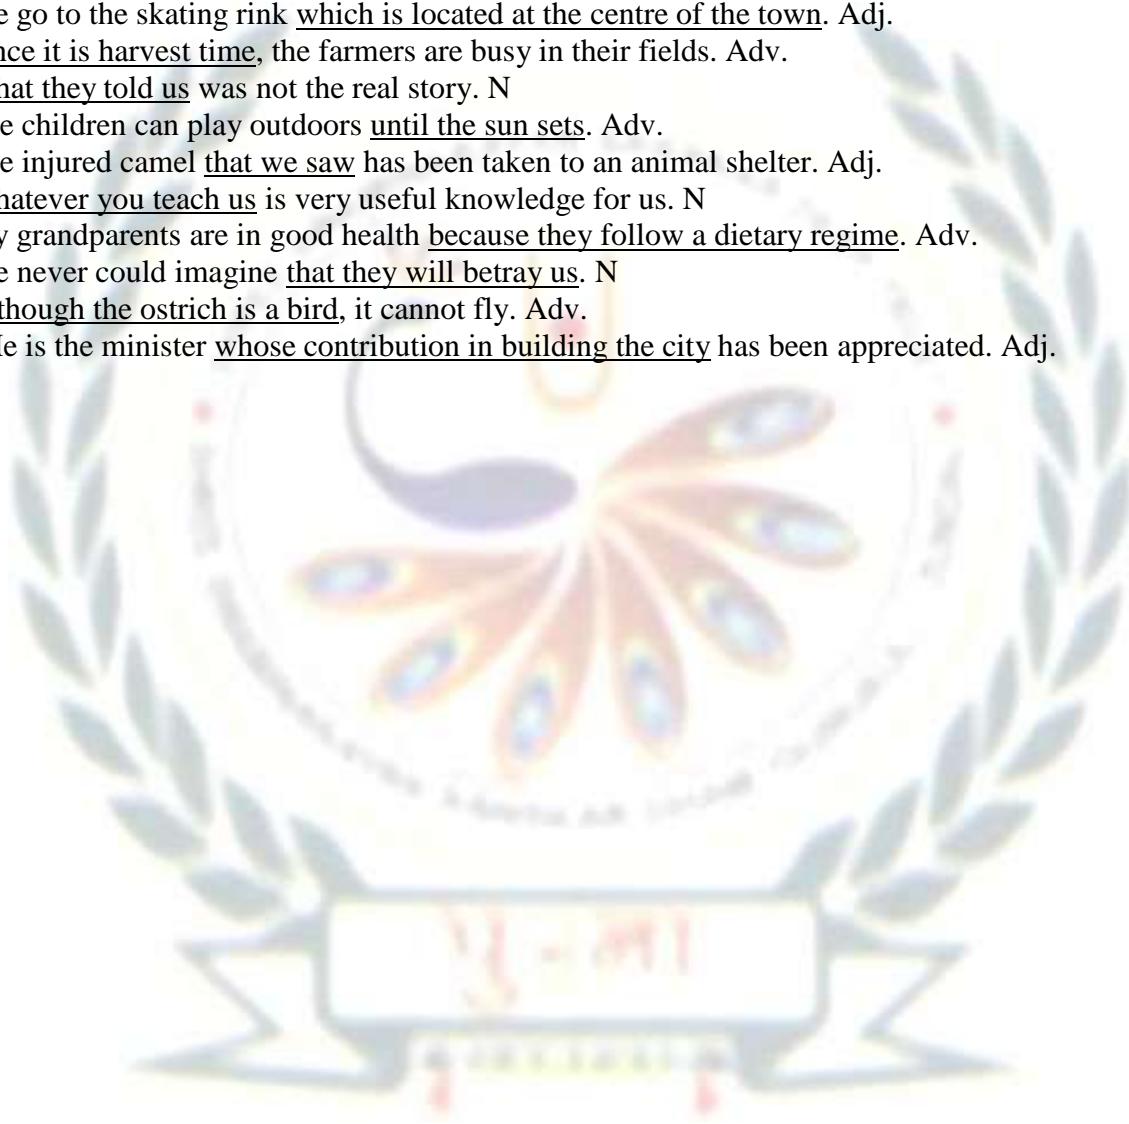 e go to the skating rink which is located at the centre of the town. Adj.
nce it is harvest time, the farmers are busy in their fields. Adv.
hat they told us was not the real story. N
e children can play outdoors until the sun sets. Adv.
e injured camel that we saw has been taken to an animal shelter. Adj.
hatever you teach us is very useful knowledge for us. N
y grandparents are in good health because they follow a dietary regime. Adv.
e never could imagine that they will betray us. N
though the ostrich is a bird, it cannot fly. Adv.
He is the minister whose contribution in building the city has been appreciated. Adj.